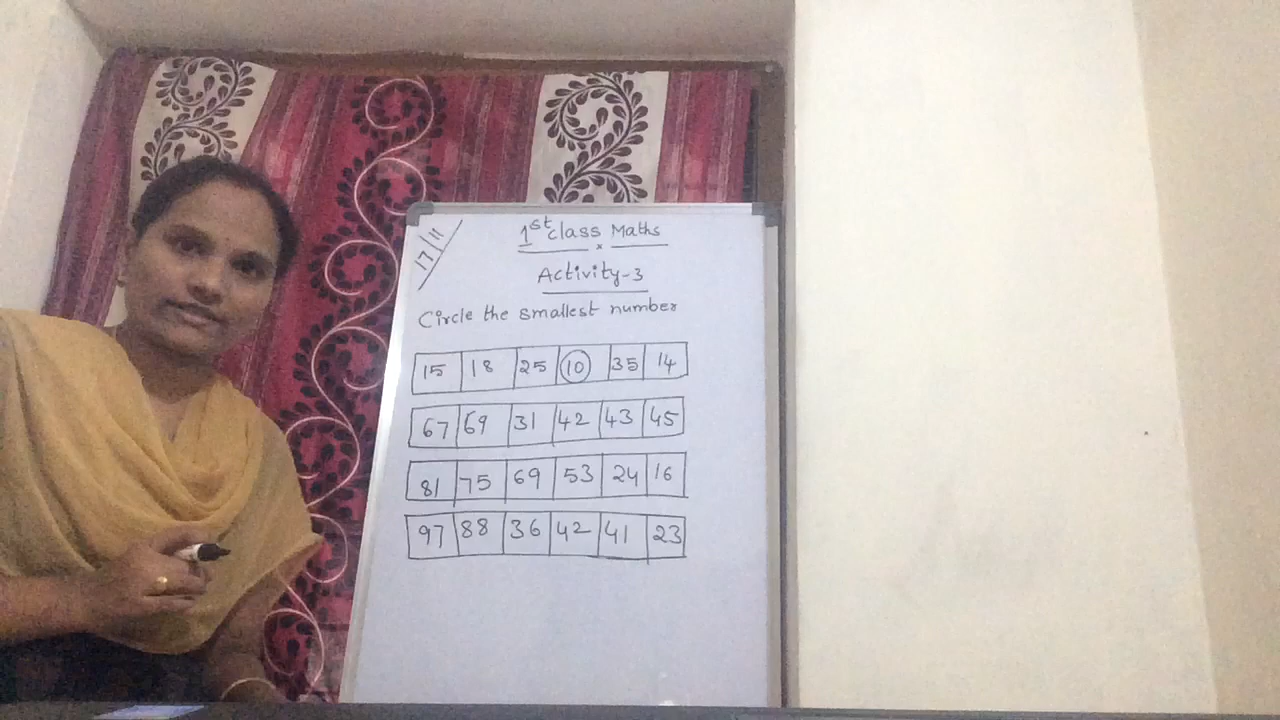 17/11
1st class Maths
Activity-3
Circle the smallest number
15 18 25 10 35 14
67 69 31 42 43 45
81 75 69 53 24 16
97 88 36 42 41 23